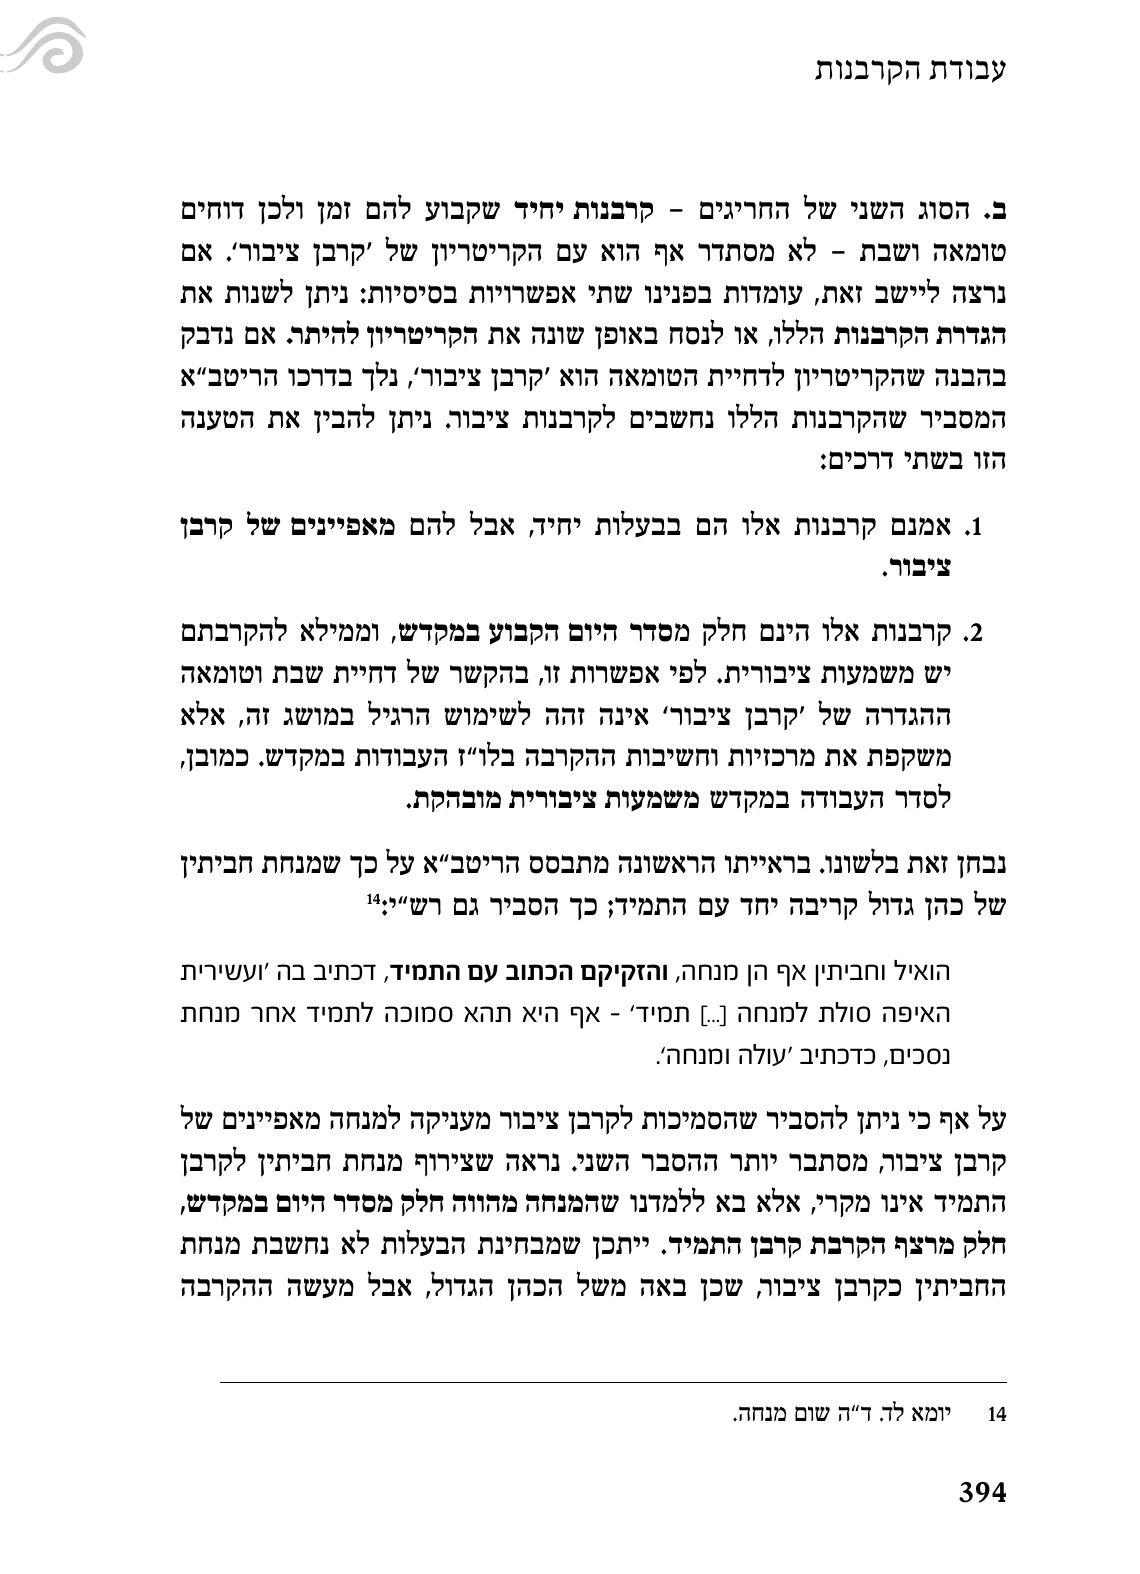 עבודת הקרבנות
ב. הסוג השני של החריגים – קרבנות יחיד שקבוע להם זמן ולכן דוחים
טומאה ושבת – לא מסתדר אף הוא עם הקריטריון של ’קרבן ציבור‘. אם
נרצה ליישב זאת, עומדות בפנינו שתי אפשרויות בסיסיות: ניתן לשנות את
הגדרת הקרבנות הללו, או לנסח באופן שונה את הקריטריון להיתר. אם נדבק
בהבנה שהקריטריון לדחיית הטומאה הוא ’קרבן ציבור‘, נלך בדרכו הריטב“א
המסביר שהקרבנות הללו נחשבים לקרבנות ציבור. ניתן להבין את הטענה
הזו בשתי דרכים:
1. אמנם קרבנות אלו הם בבעלות יחיד, אבל להם מאפיינים של קרבן
ציבור.
2. קרבנות אלו הינם חלק מסדר היום הקבוע במקדש, וממילא להקרבתם
יש משמעות ציבורית. לפי אפשרות זו, בהקשר של דחיית שבת וטומאה
ההגדרה של ’קרבן ציבור‘ אינה זהה לשימוש הרגיל במושג זה, אלא
משקפת את מרכזיות וחשיבות ההקרבה בלו“ז העבודות במקדש. כמובן,
לסדר העבודה במקדש משמעות ציבורית מובהקת.
נבחן זאת בלשונו. בראייתו הראשונה מתבסס הריטב“א על כך שמנחת חביתין
של כהן גדול קריבה יחד עם התמיד; כך הסביר גם רש“י:14
הואיל וחביתין אף הן מנחה, והזקיקם הכתוב עם התמיד, דכתיב בה ’ועשירית
האיפה סולת למנחה [...] תמיד‘ - אף היא תהא סמוכה לתמיד אחר מנחת
נסכים, כדכתיב ’עולה ומנחה‘.
על אף כי ניתן להסביר שהסמיכות לקרבן ציבור מעניקה למנחה מאפיינים של
קרבן ציבור, מסתבר יותר ההסבר השני. נראה שצירוף מנחת חביתין לקרבן
התמיד אינו מקרי, אלא בא ללמדנו שהמנחה מהווה חלק מסדר היום במקדש,
חלק מרצף הקרבת קרבן התמיד. ייתכן שמבחינת הבעלות לא נחשבת מנחת
החביתין כקרבן ציבור, שכן באה משל הכהן הגדול, אבל מעשה ההקרבה
14 יומא לד. ד“ה שום מנחה.
394